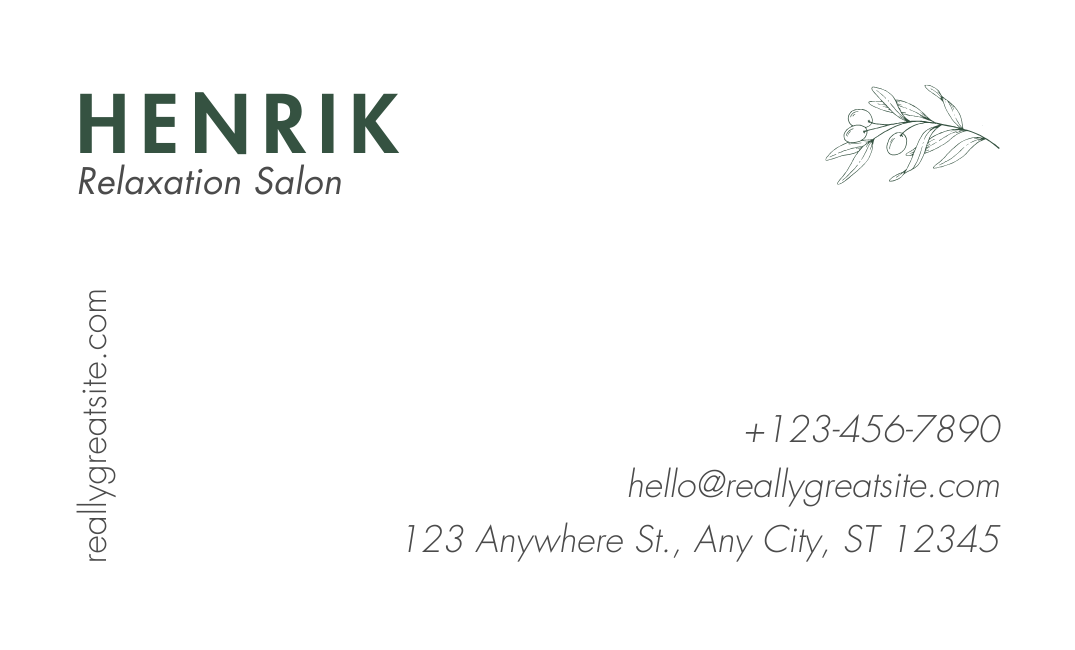 HENRIK
Relaxation Salon
reallygreatsite.com
+123-456-7890
hello@reallygreatsite.com
123 Anywhere St., Any City, ST 12345